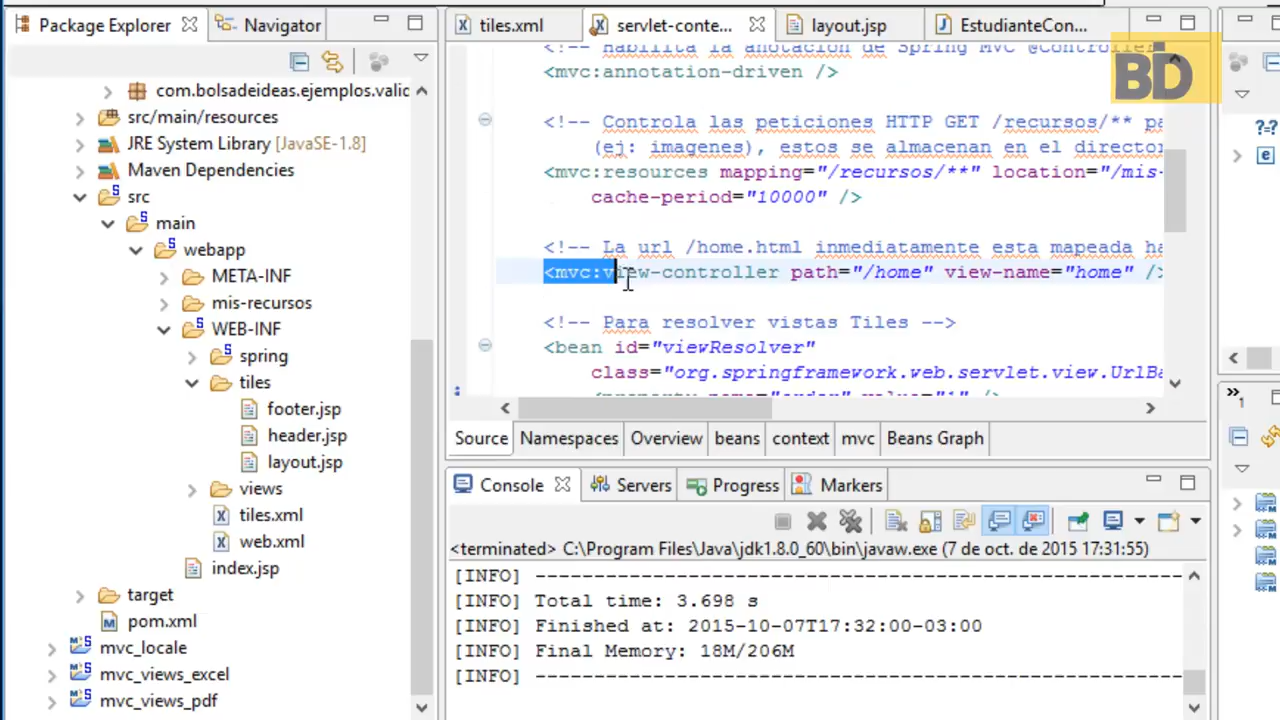 Package Explorer
Navigator
com.bolsadeideas.ejemplos.valic
src/main/resources
JRE System Library [JavaSE-1.8]
Maven Dependencies
src
main
webapp
META-INF
mis-recursos
WEB-INF
spring
tiles
footer.jsp
header.jsp
layout.jsp
views
tiles.xml
web.xml
index.jsp
target
pom.xml
mvc_locale
mvc_views_excel
mvc_views_pdf
tiles.xml
servlet-conte...
layout.jsp
EstudianteCon...
BD
<!-- Habilita la anotación de Spring MVC @Controller
<mvc:annotation-driven />
<!-- Controla las peticiones HTTP GET /recursos/** pa
(ej: imagenes), estos se almacenan en el director
<mvc:resources mapping="/recursos/**" location="/mis-
cache-period="10000" />
<!-- La url /home.html inmediatamente esta mapeada ha
<mvc:view-controller path="/home" view-name="home" />
<!-- Para resolver vistas Tiles -->
<bean id="viewResolver"
class="org.springframework.web.servlet.view.UrlBa
<property name="order" value="1" />
Source
Namespaces
Overview
beans
context
mvc
Beans Graph
Console
Servers
Progress
Markers
<terminated> C:\Program Files\Java\jdk1.8.0_60\bin\javaw.exe (7 de oct. de 2015 17:31:55)
[INFO] ------------------------------------------------------
[INFO] Total time: 3.698 s
[INFO] Finished at: 2015-10-07T17:32:00-03:00
[INFO] Final Memory: 18M/206M
[INFO] ------------------------------------------------------